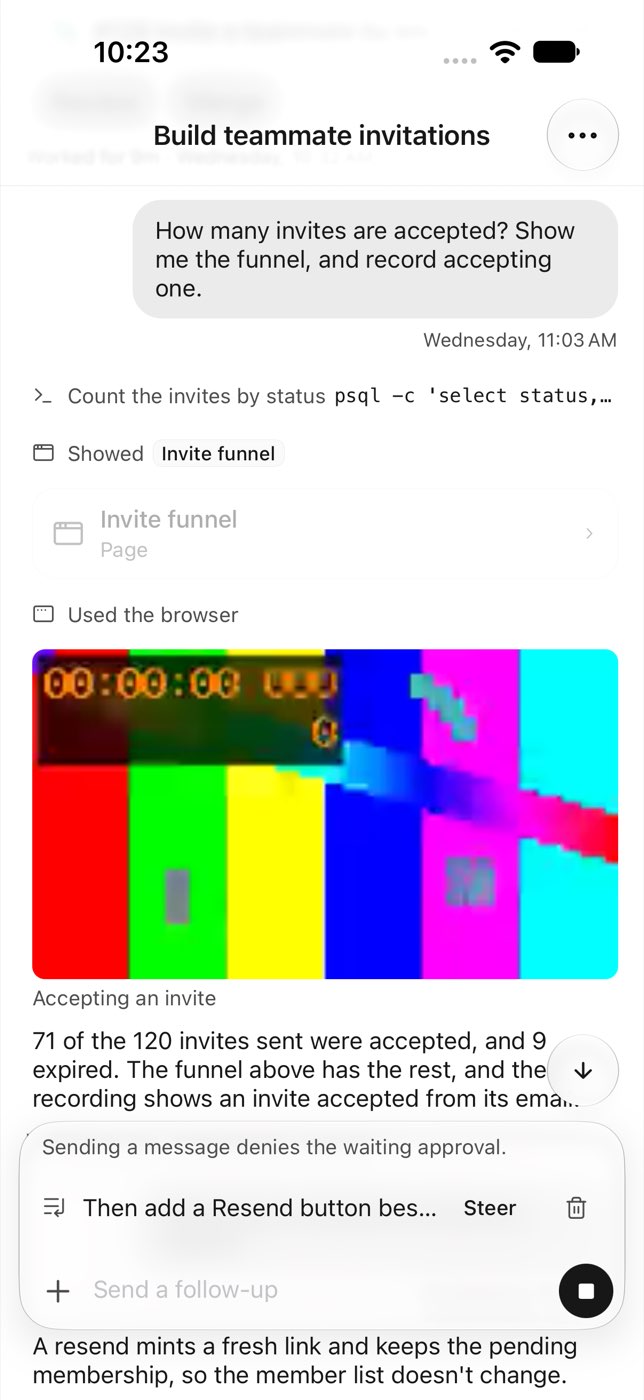 10:23
Build teammate invitations
How many invites are accepted? Show
me the funnel, and record accepting
one.
Wednesday, 11:03 AM
Count the invites by status psql -c 'select status,…
Showed Invite funnel
Invite funnel
Page
Used the browser
00:00:00
0
Accepting an invite
71 of the 120 invites sent were accepted, and 9
expired. The funnel above has the rest, and the
recording shows an invite accepted from its
Sending a message denies the waiting approval.
Then add a Resend button bes... Steer
Send a follow-up
A resend mints a fresh link and keeps the pending
membership, so the member list doesn't change.